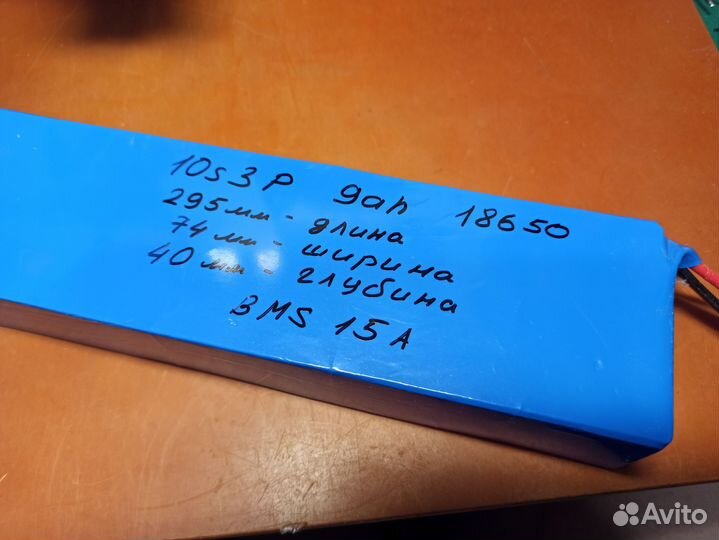 10s3P 9ah 18650
295мм - длина
74мм - ширина
40мм - глубина
BMS 15A
Avito